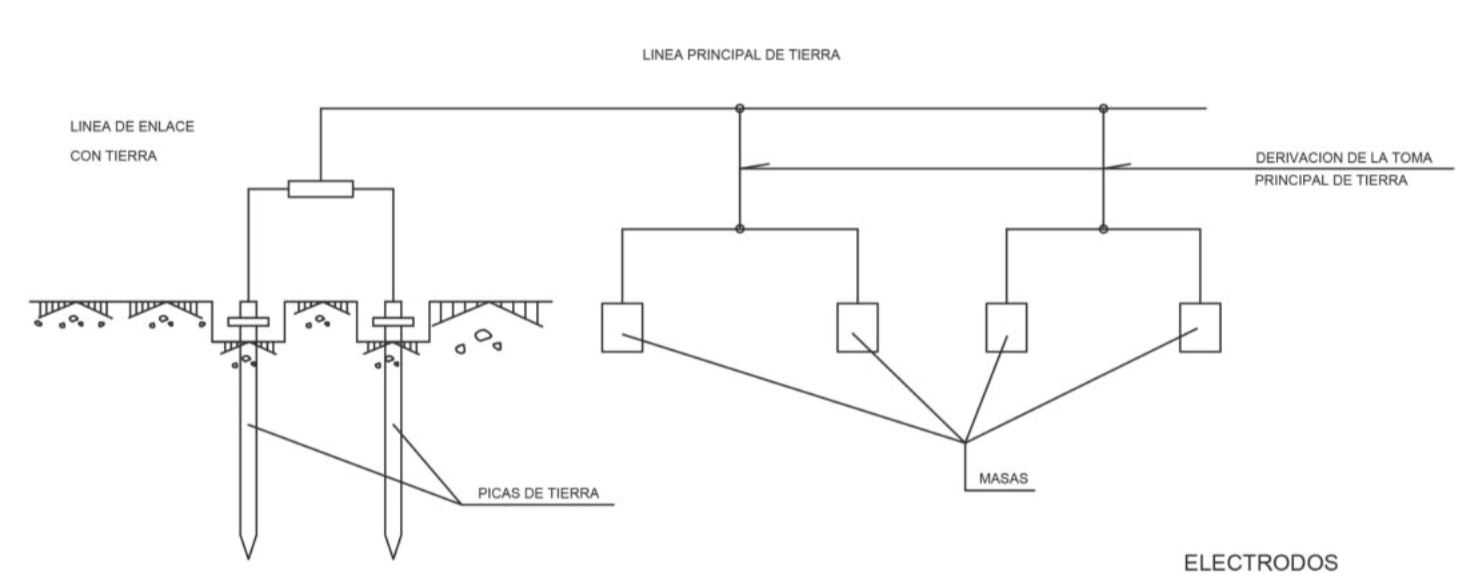 LINEA PRINCIPAL DE TIERRA
LINEA DE ENLACE
CON TIERRA
DERIVACION DE LA TOMA
PRINCIPAL DE TIERRA
MASAS
PICAS DE TIERRA
ELECTRODOS